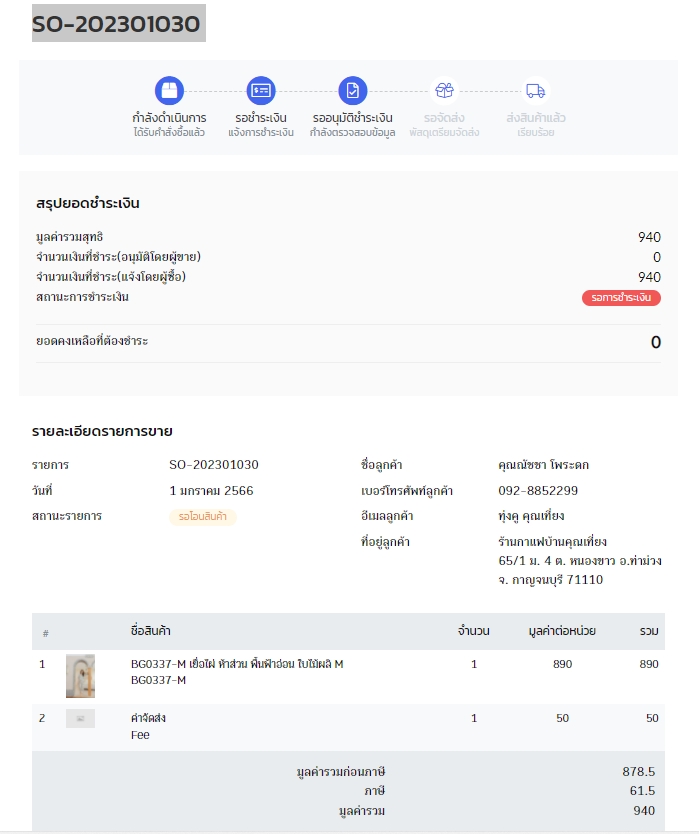 SO-202301030
กำลังดำเนินการ รอชำระเงิน รออนุมัติชำระเงิน รอจัดส่ง ส่งสินค้าแล้ว
ได้รับคำสั่งซื้อแล้ว แจ้งการชำระเงิน กำลังตรวจสอบข้อมูล พัสดุเตรียมจัดส่ง เรียบร้อย
สรุปยอดชำระเงิน
มูลค่ารวมสุทธิ 940
จำนวนเงินที่ชำระ(อนุมัติโดยผู้ขาย) 0
จำนวนเงินที่ชำระ(แจ้งโดยผู้ซื้อ) 940
สถานะการชำระเงิน รอการชำระเงิน
ยอดคงเหลือที่ต้องชำระ 0
รายละเอียดรายการขาย
รายการ SO-202301030 ชื่อลูกค้า คุณณัชชา โพระดก
วันที่ 1 มกราคม 2566 เบอร์โทรศัพท์ลูกค้า 092-8852299
สถานะรายการ รอโอนสินค้า อีเมลลูกค้า ทุ่งคู คุณเที่ยง
ที่อยู่ลูกค้า ร้านกาแฟบ้านคุณเที่ยง
65/1 ม. 4 ต. หนองขาว อ.ท่าม่วง
จ. กาญจนบุรี 71110
# ชื่อสินค้า จำนวน มูลค่าต่อหน่วย รวม
1 BG0337-M เยื่อไผ่ ห้าส่วน พื้นฟ้าอ่อน ใบไม้ผลิ M 1 890 890
BG0337-M
2 ค่าจัดส่ง 1 50 50
Fee
มูลค่ารวมก่อนภาษี 878.5
ภาษี 61.5
มูลค่ารวม 940